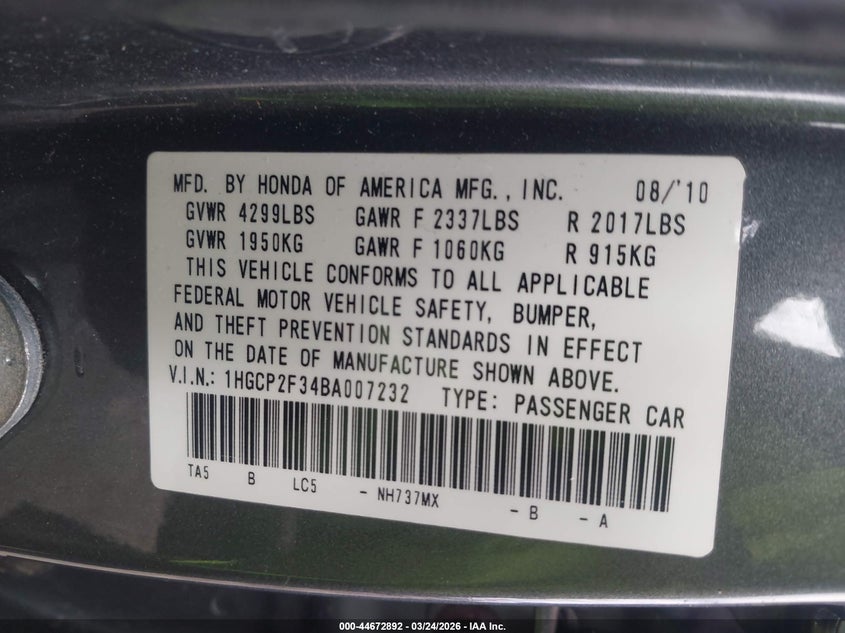 MFD. BY HONDA OF AMERICA MFG., INC. 08/'10
GVWR 4299LBS GAWR F 2337LBS R 2017LBS
GVWR 1950KG GAWR F 1060KG R 915KG
THIS VEHICLE CONFORMS TO ALL APPLICABLE
FEDERAL MOTOR VEHICLE SAFETY, BUMPER,
AND THEFT PREVENTION STANDARDS IN EFFECT
ON THE DATE OF MANUFACTURE SHOWN ABOVE.
V.I.N.: 1HGCP2F34BA007232 TYPE: PASSENGER CAR
TA5 B LC5 - NH737MX - B - A
000-44672892 - 03/24/2026 - IAA Inc.